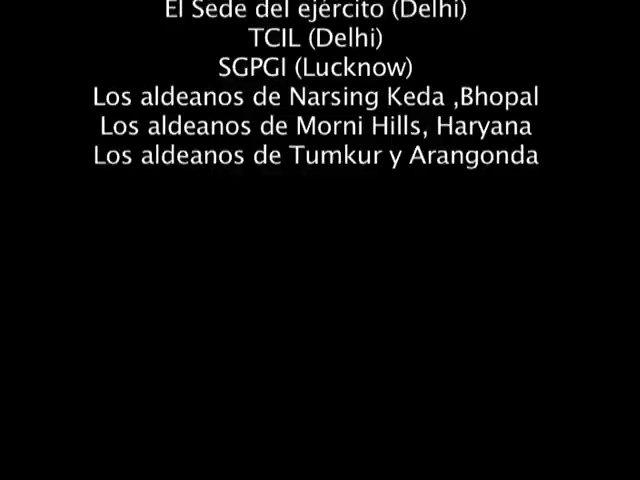 El Sede del ejército (Delhi)
TCIL (Delhi)
SGPGI (Lucknow)
Los aldeanos de Narsing Keda ,Bhopal
Los aldeanos de Morni Hills, Haryana
Los aldeanos de Tumkur y Arangonda